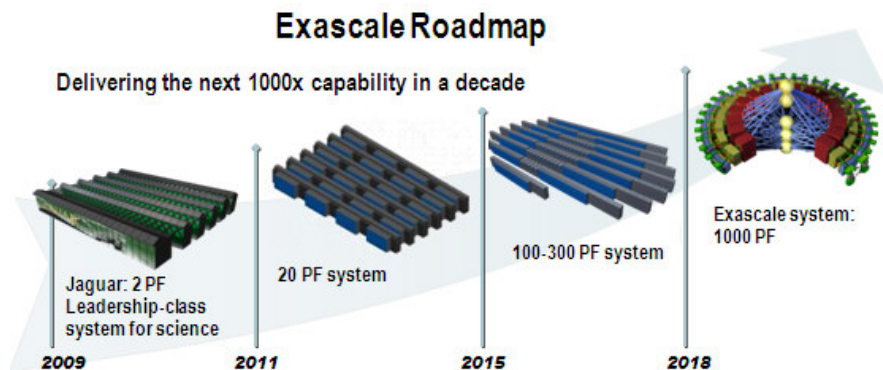 Exascale Roadmap
Delivering the next 1000x capability in a decade
Jaguar: 2 PF
Leadership-class
system for science
20 PF system
100-300 PF system
Exascale system:
1000 PF
2009
2011
2015
2018